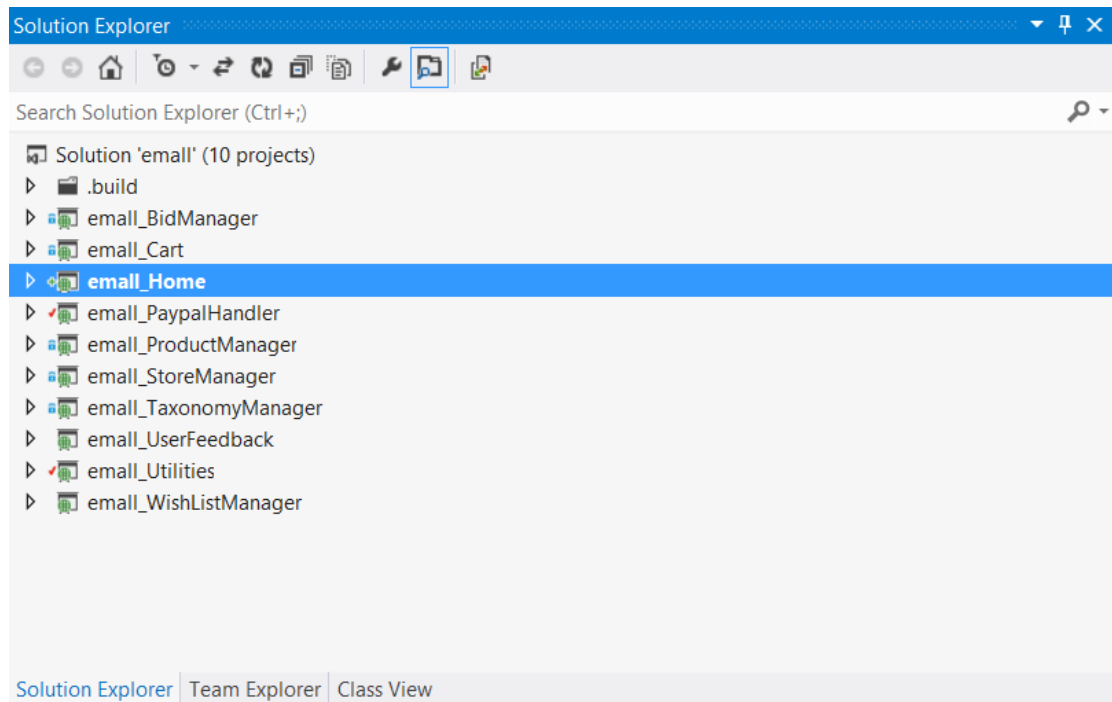 Solution Explorer
Search Solution Explorer (Ctrl+;)
Solution 'emall' (10 projects)
.build
emall_BidManager
emall_Cart
emall_Home
emall_PaypalHandler
emall_ProductManager
emall_StoreManager
emall_TaxonomyManager
emall_UserFeedback
emall_Utilities
emall_WishListManager
Solution Explorer Team Explorer Class View